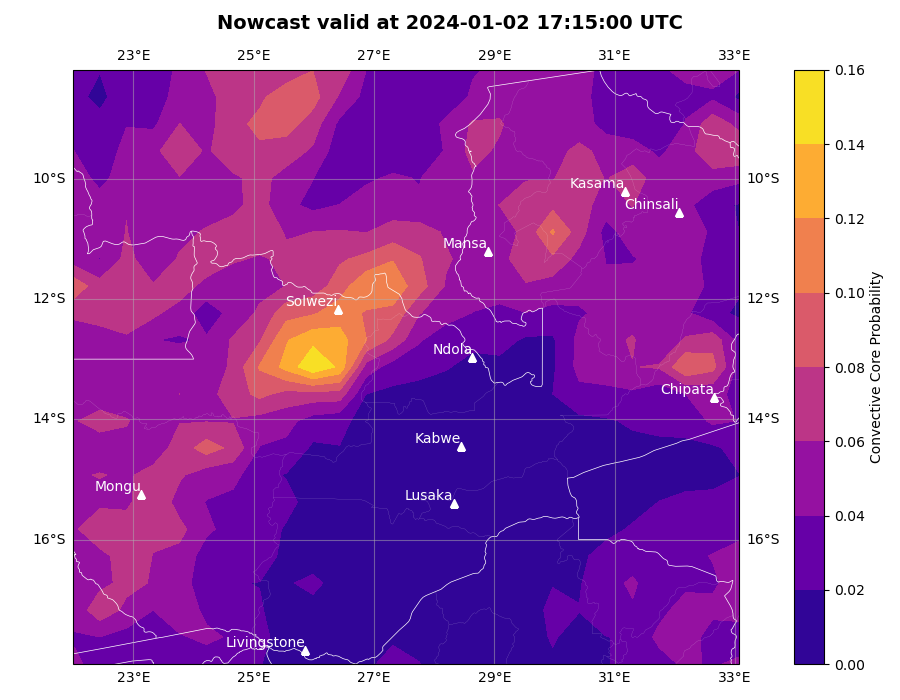 Nowcast valid at 2024-01-02 17:15:00 UTC
23°E 25°E 27°E 29°E 31°E 33°E
0.16
0.14
0.12
0.10
0.08
0.06
0.04
0.02
0.00
Convective Core Probability
10°S 10°S
12°S 12°S
14°S 14°S
16°S 16°S
Kasama
Chinsali
Mansa
Solwezi
Ndola
Chipata
Kabwe
Mongu
Lusaka
Livingstone
23°E 25°E 27°E 29°E 31°E 33°E